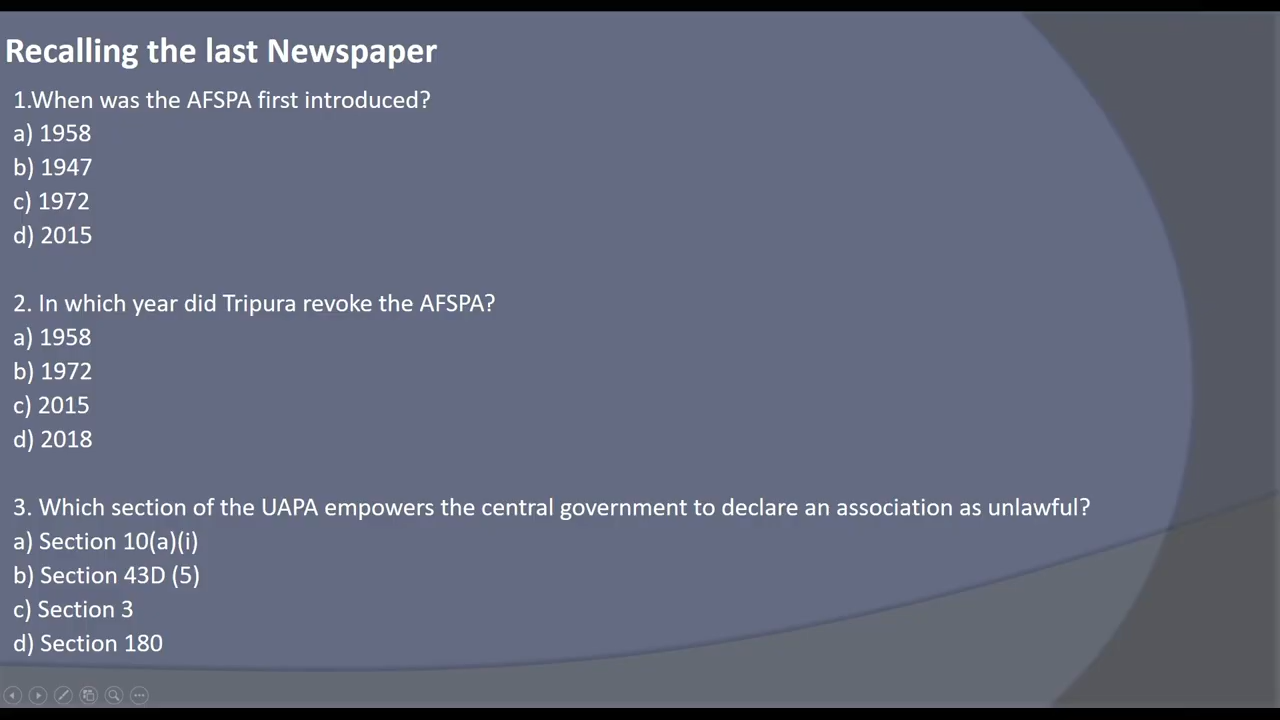 Recalling the last Newspaper
1.When was the AFSPA first introduced?
a) 1958
b) 1947
c) 1972
d) 2015
2. In which year did Tripura revoke the AFSPA?
a) 1958
b) 1972
c) 2015
d) 2018
3. Which section of the UAPA empowers the central government to declare an association as unlawful?
a) Section 10(a)(i)
b) Section 43D (5)
c) Section 3
d) Section 180